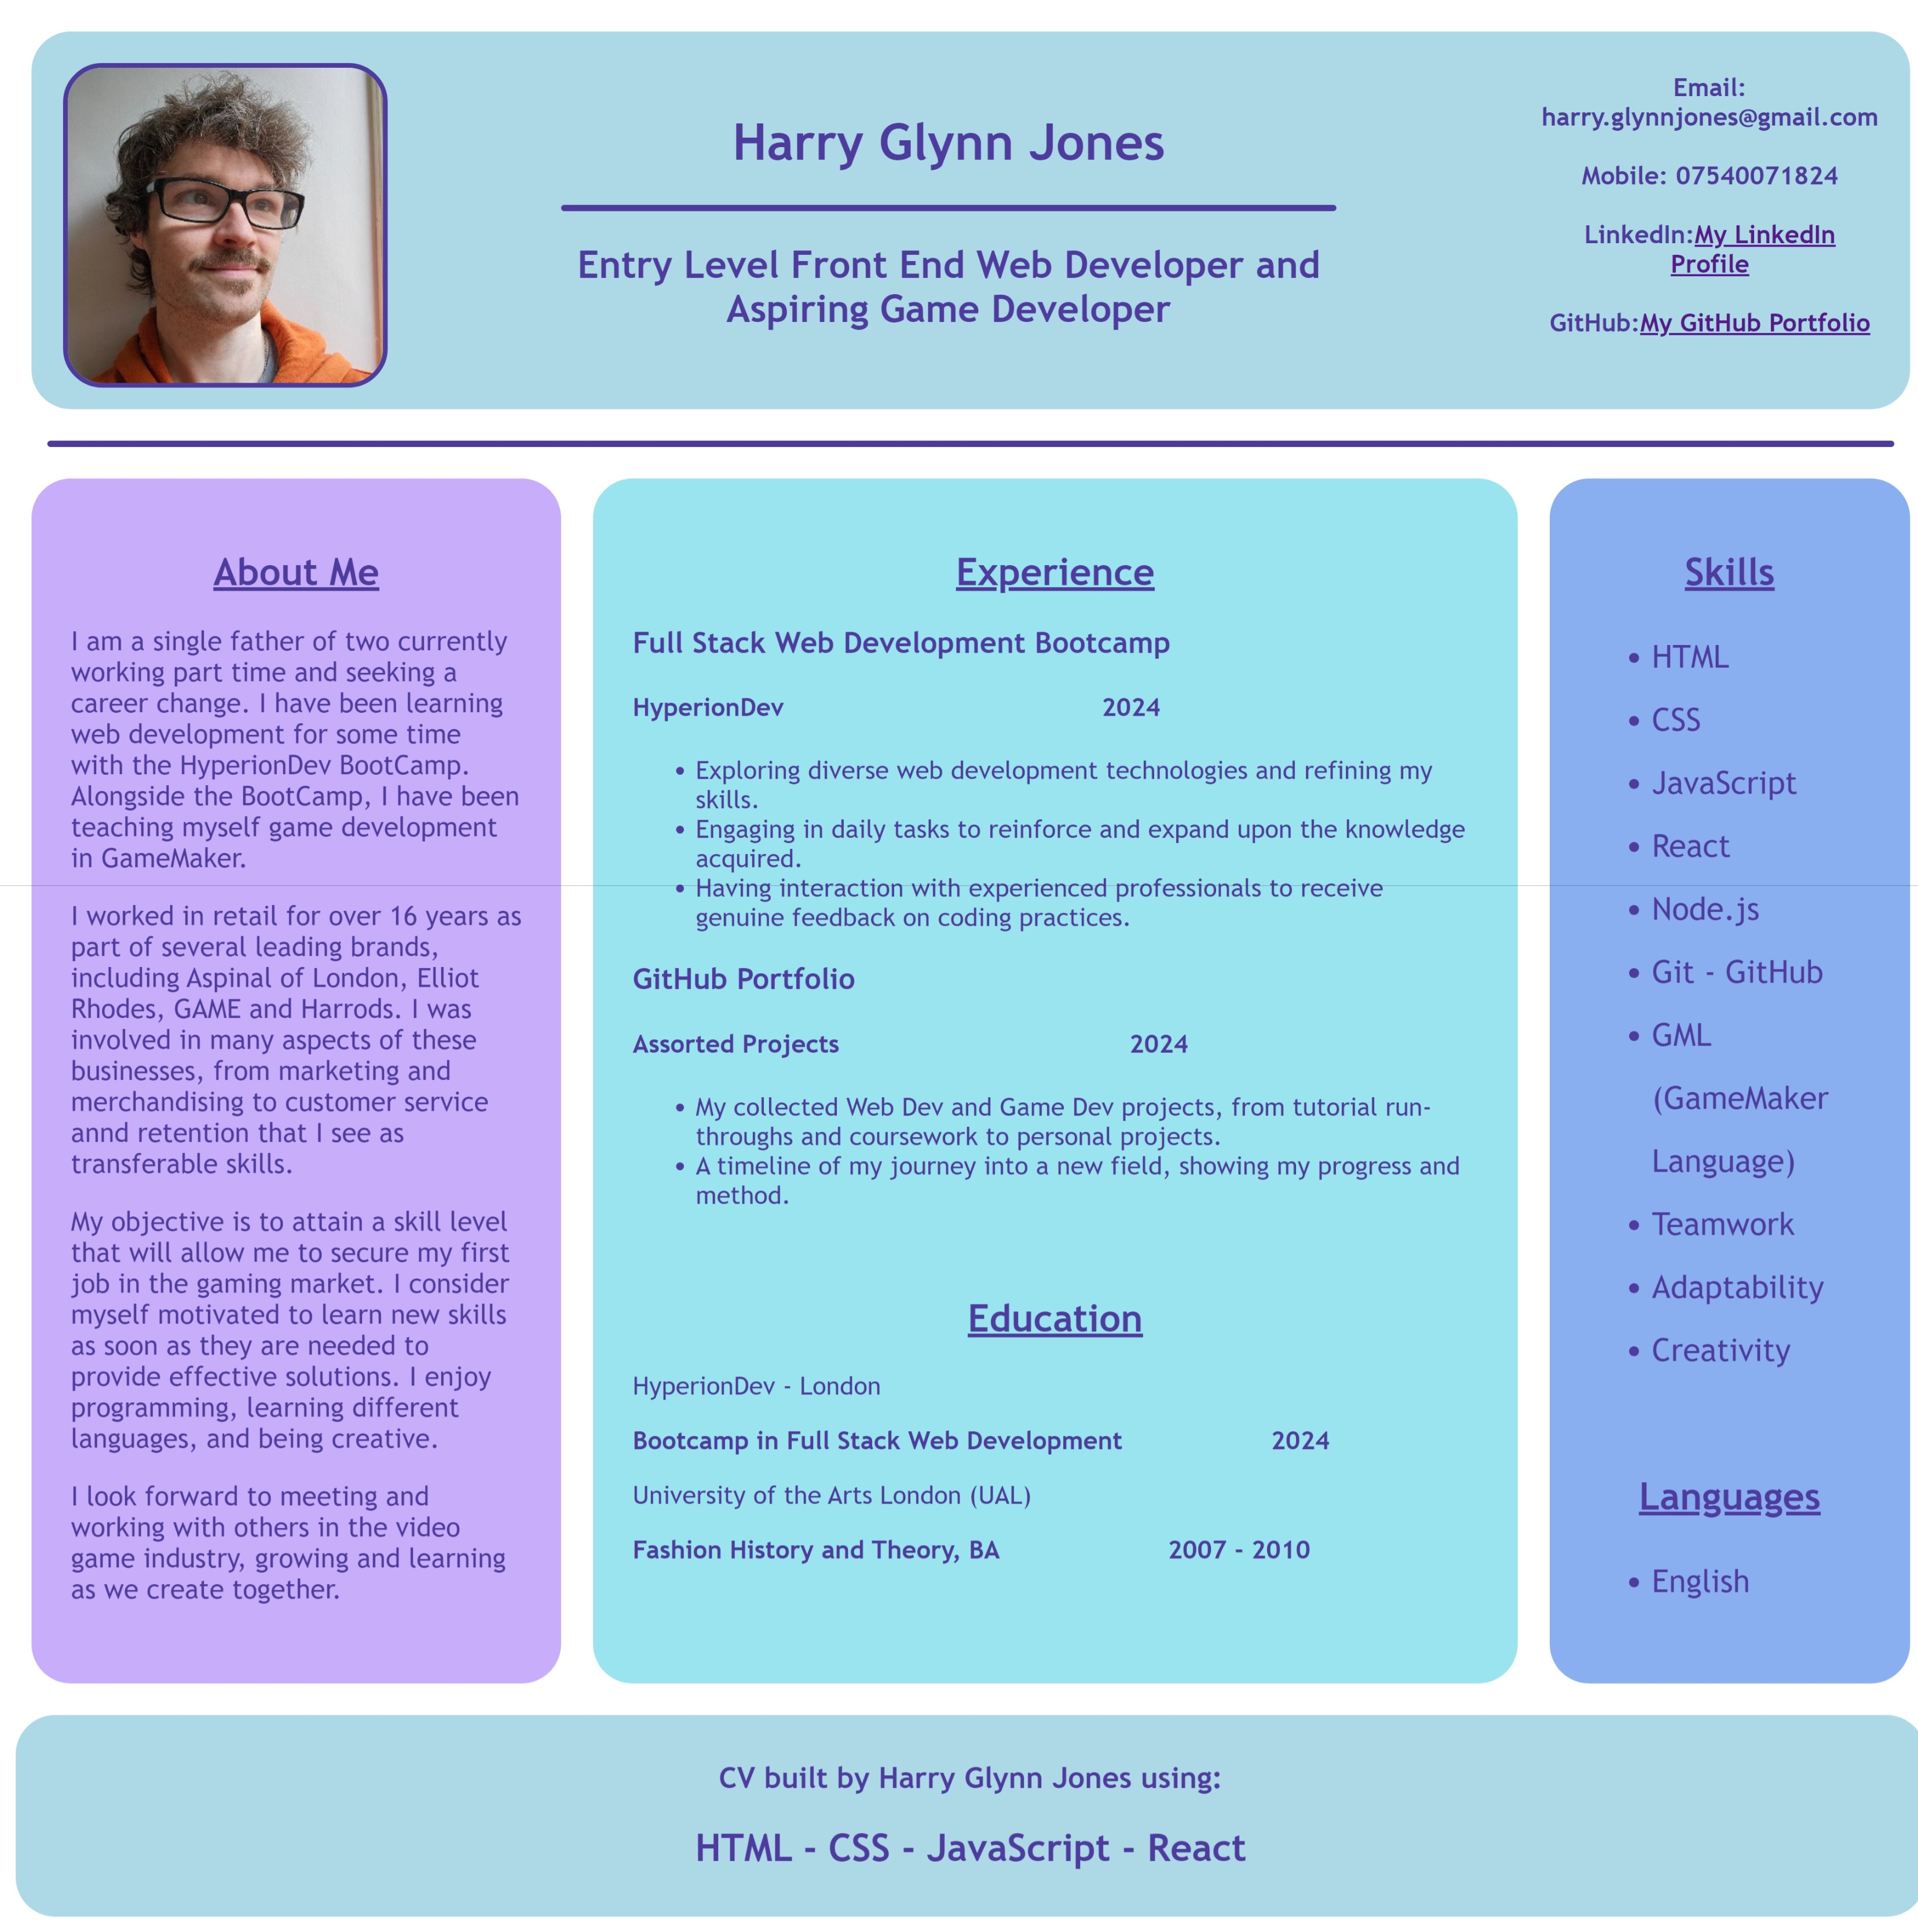 Harry Glynn Jones
Entry Level Front End Web Developer and
Aspiring Game Developer
Email:
harry.glynnjones@gmail.com
Mobile: 07540071824
LinkedIn:My LinkedIn
Profile
GitHub:My GitHub Portfolio
About Me
I am a single father of two currently
working part time and seeking a
career change. I have been learning
web development for some time
with the HyperionDev BootCamp.
Alongside the BootCamp, I have been
teaching myself game development
in GameMaker.
I worked in retail for over 16 years as
part of several leading brands,
including Aspinal of London, Elliot
Rhodes, GAME and Harrods. I was
involved in many aspects of these
businesses, from marketing and
merchandising to customer service
annd retention that I see as
transferable skills.
My objective is to attain a skill level
that will allow me to secure my first
job in the gaming market. I consider
myself motivated to learn new skills
as soon as they are needed to
provide effective solutions. I enjoy
programming, learning different
languages, and being creative.
I look forward to meeting and
working with others in the video
game industry, growing and learning
as we create together.
Experience
Full Stack Web Development Bootcamp
HyperionDev 2024
• Exploring diverse web development technologies and refining my
skills.
• Engaging in daily tasks to reinforce and expand upon the knowledge
acquired.
• Having interaction with experienced professionals to receive
genuine feedback on coding practices.
GitHub Portfolio
Assorted Projects 2024
• My collected Web Dev and Game Dev projects, from tutorial run-
throughs and coursework to personal projects.
• A timeline of my journey into a new field, showing my progress and
method.
Education
HyperionDev - London
Bootcamp in Full Stack Web Development 2024
University of the Arts London (UAL)
Fashion History and Theory, BA 2007 - 2010
Skills
• HTML
• CSS
• JavaScript
• React
• Node.js
• Git - GitHub
• GML
(GameMaker
Language)
• Teamwork
• Adaptability
• Creativity
Languages
• English
CV built by Harry Glynn Jones using:
HTML - CSS - JavaScript - React